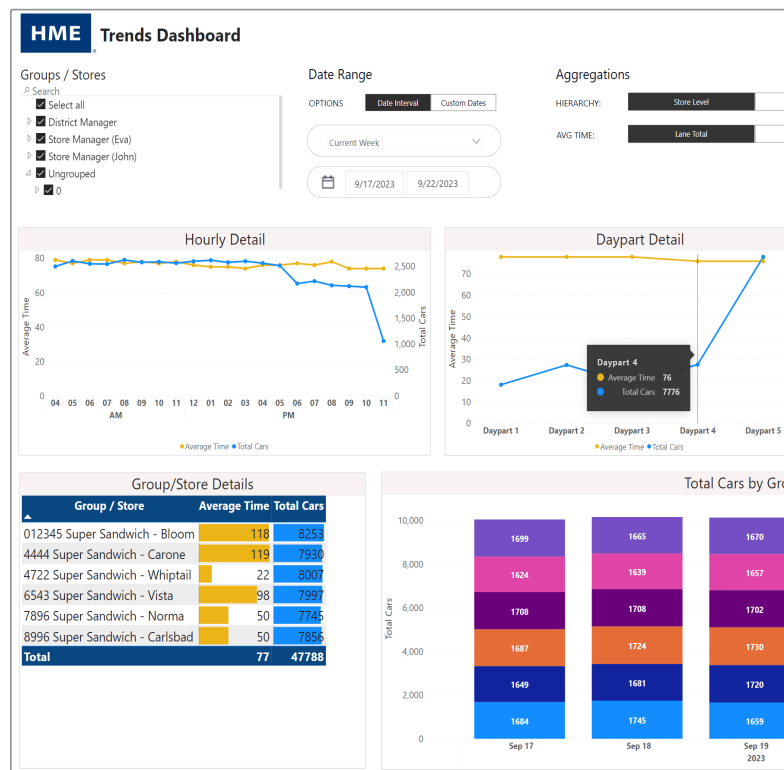 HME
Trends Dashboard
Groups / Stores
Search
Select all
District Manager
Store Manager (Eva)
Store Manager (John)
Ungrouped
0
Date Range
OPTIONS
Date Interval
Custom Dates
Current Week
9/17/2023
9/22/2023
Aggregations
HIERARCHY:
Store Level
AVG TIME:
Lane Total
Hourly Detail
80
60
40
20
0
Average Time
2,500
2,000
1,500
1,000
500
0
Total Cars
04 05 06 07 08 09 10 11 12 01 02 03 04 05 06 07 08 09 10 11
AM PM
Average Time Total Cars
Daypart Detail
70
60
50
40
30
20
10
0
Average Time
Daypart 4
Average Time 76
Total Cars 7776
Daypart 1 Daypart 2 Daypart 3 Daypart 4 Daypart 5
Average Time Total Cars
Group/Store Details
Group / Store Average Time Total Cars
012345 Super Sandwich - Bloom 118 8253
4444 Super Sandwich - Carone 119 7930
4722 Super Sandwich - Whiptail 22 8007
6543 Super Sandwich - Vista 98 7997
7896 Super Sandwich - Norma 50 7745
8996 Super Sandwich - Carlsbad 50 7856
Total 77 47788
Total Cars by Gro
10,000
8,000
6,000
4,000
2,000
0
Total Cars
1699 1665 1670
1624 1639 1657
1708 1708 1702
1687 1724 1730
1649 1681 1720
1684 1745 1659
Sep 17 Sep 18 Sep 19
2023